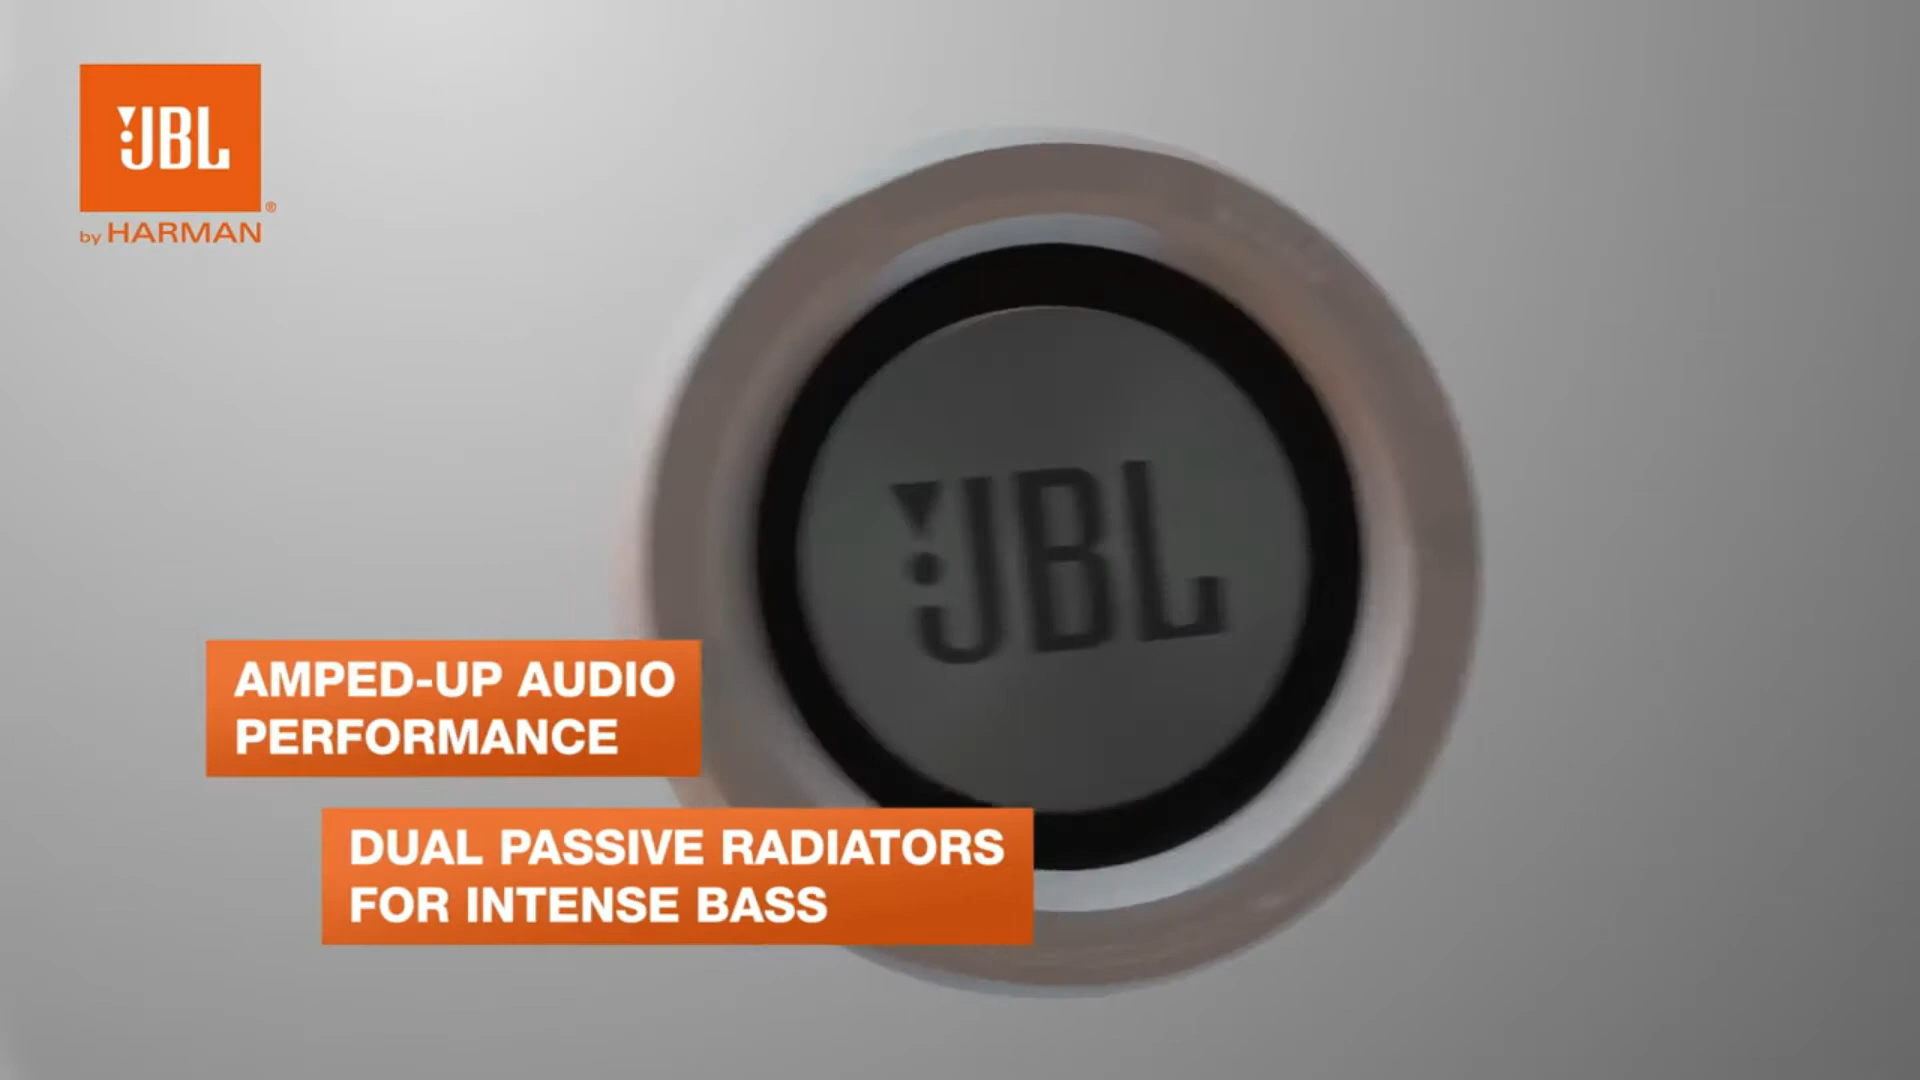 JBL
®
by HARMAN
JBL
AMPED-UP AUDIO
PERFORMANCE
DUAL PASSIVE RADIATORS
FOR INTENSE BASS